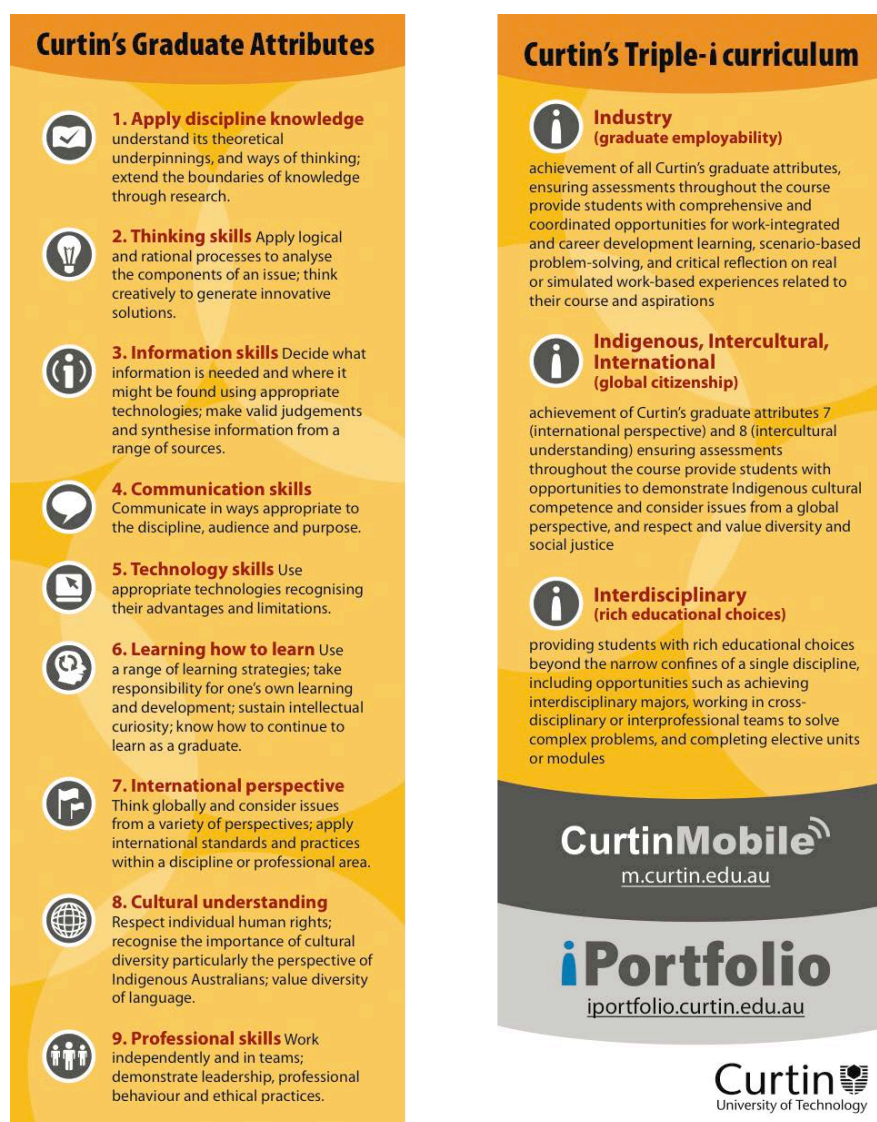 Curtin's Graduate Attributes
1. Apply discipline knowledge
understand its theoretical
underpinnings, and ways of thinking;
extend the boundaries of knowledge
through research.
2. Thinking skills Apply logical
and rational processes to analyse
the components of an issue; think
creatively to generate innovative
solutions.
3. Information skills Decide what
information is needed and where it
might be found using appropriate
technologies; make valid judgements
and synthesise information from a
range of sources.
4. Communication skills
Communicate in ways appropriate to
the discipline, audience and purpose.
5. Technology skills Use
appropriate technologies recognising
their advantages and limitations.
6. Learning how to learn Use
a range of learning strategies; take
responsibility for one's own learning
and development; sustain intellectual
curiosity; know how to continue to
learn as a graduate.
7. International perspective
Think globally and consider issues
from a variety of perspectives; apply
international standards and practices
within a discipline or professional area.
8. Cultural understanding
Respect individual human rights;
recognise the importance of cultural
diversity particularly the perspective of
Indigenous Australians; value diversity
of language.
9. Professional skills Work
independently and in teams;
demonstrate leadership, professional
behaviour and ethical practices.
Curtin's Triple-i curriculum
Industry
(graduate employability)
achievement of all Curtin's graduate attributes,
ensuring assessments throughout the course
provide students with comprehensive and
coordinated opportunities for work-integrated
and career development learning, scenario-based
problem-solving, and critical reflection on real
or simulated work-based experiences related to
their course and aspirations
Indigenous, Intercultural,
International
(global citizenship)
achievement of Curtin's graduate attributes 7
(international perspective) and 8 (intercultural
understanding) ensuring assessments
throughout the course provide students with
opportunities to demonstrate Indigenous cultural
competence and consider issues from a global
perspective, and respect and value diversity and
social justice
Interdisciplinary
(rich educational choices)
providing students with rich educational choices
beyond the narrow confines of a single discipline,
including opportunities such as achieving
interdisciplinary majors, working in cross-
disciplinary or interprofessional teams to solve
complex problems, and completing elective units
or modules
CurtinMobile
m.curtin.edu.au
iPortfolio
iportfolio.curtin.edu.au
Curtin
University of Technology